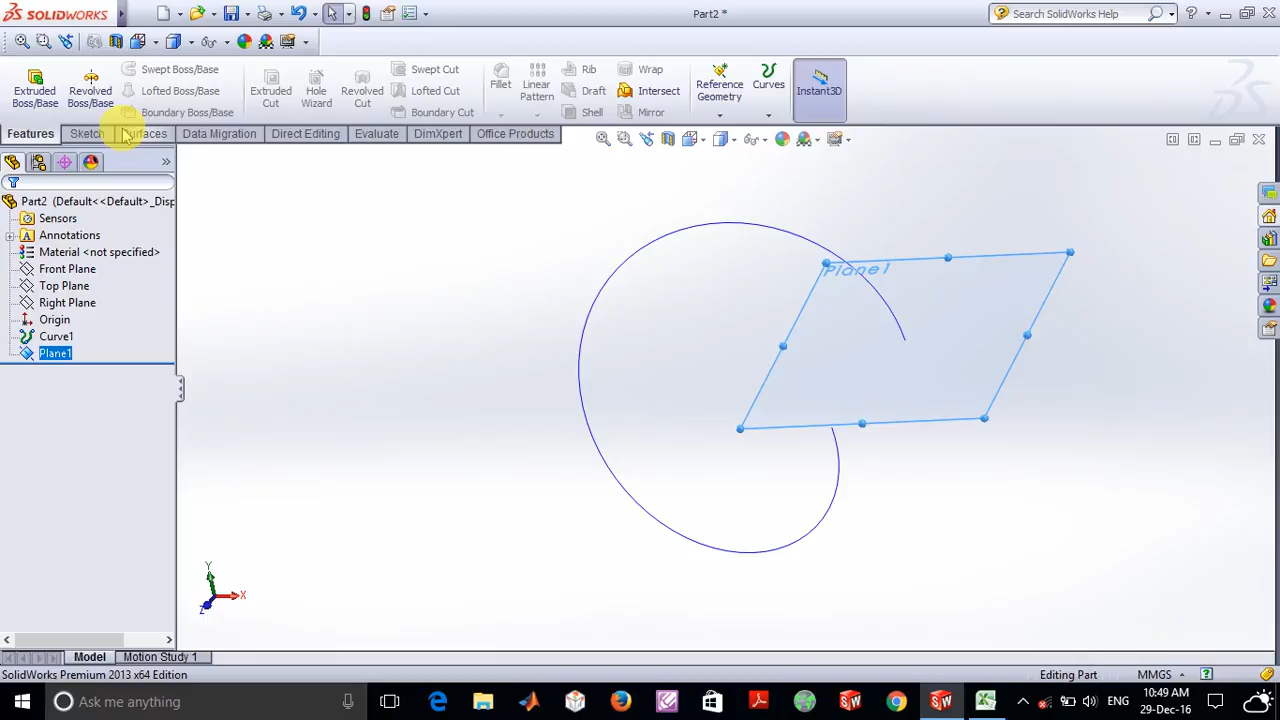 SOLIDWORKS
Part2 *
Search SolidWorks Help
Extruded Boss/Base
Revolved Boss/Base
Swept Boss/Base
Lofted Boss/Base
Boundary Boss/Base
Extruded Cut
Hole Wizard
Revolved Cut
Swept Cut
Lofted Cut
Boundary Cut
Fillet
Linear Pattern
Rib
Draft
Shell
Wrap
Intersect
Mirror
Reference Geometry
Curves
Instant3D
Features
Sketch
Surfaces
Data Migration
Direct Editing
Evaluate
DimXpert
Office Products
Part2 (Default<<Default>_Disp
Sensors
Annotations
Material <not specified>
Front Plane
Top Plane
Right Plane
Origin
Curve1
Plane1
Plane1
Y
X
Z
Model
Motion Study 1
SolidWorks Premium 2013 x64 Edition
Editing Part
MMGS
Ask me anything
ENG
10:49 AM
29-Dec-16